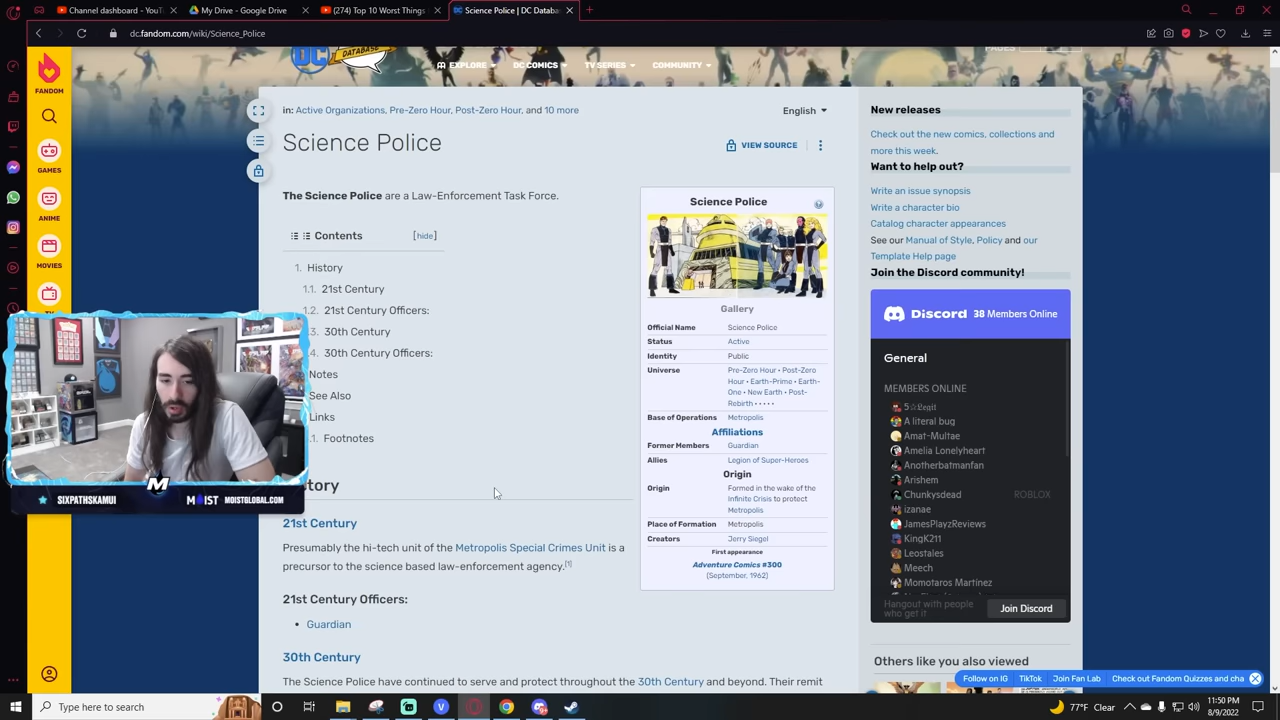 Channel dashboard - YouT
My Drive - Google Drive
(274) Top 10 Worst Things
Science Police | DC Databa
dc.fandom.com/wiki/Science_Police
DC
DATABASE
PAGES
EXPLORE
DC COMICS
TV SERIES
COMMUNITY
FANDOM
GAMES
ANIME
MOVIES
TV
in: Active Organizations, Pre-Zero Hour, Post-Zero Hour, and 10 more
English
Science Police
VIEW SOURCE
The Science Police are a Law-Enforcement Task Force.
Contents
[hide]
1. History
1.1. 21st Century
1.2. 21st Century Officers:
3. 30th Century
4. 30th Century Officers:
Notes
See Also
Links
1. Footnotes
tory
21st Century
Presumably the hi-tech unit of the Metropolis Special Crimes Unit is a
precursor to the science based law-enforcement agency.[1]
21st Century Officers:
• Guardian
30th Century
The Science Police have continued to serve and protect throughout the 30th Century and beyond. Their remit
Science Police
Gallery
Official Name Science Police
Status Active
Identity Public
Universe Pre-Zero Hour • Post-Zero
Hour • Earth-Prime • Earth-
One • New Earth • Post-
Rebirth • • • • •
Base of Operations Metropolis
Affiliations
Former Members Guardian
Allies Legion of Super-Heroes
Origin
Origin Formed in the wake of the
Infinite Crisis to protect
Metropolis
Place of Formation Metropolis
Creators Jerry Siegel
First appearance
Adventure Comics #300
(September, 1962)
New releases
Check out the new comics, collections and
more this week.
Want to help out?
Write an issue synopsis
Write a character bio
Catalog character appearances
See our Manual of Style, Policy and our
Template Help page
Join the Discord community!
Discord 38 Members Online
General
MEMBERS ONLINE
5☆𝕷𝖊𝖌𝖎𝖙
A literal bug
Amat-Multae
Amelia Lonelyheart
Anotherbatmanfan
Arishem
Chunkysdead ROBLOX
izanae
JamesPlayzReviews
KingK211
Leostales
Meech
Momotaros Martínez
Hangout with people
who get it
Join Discord
Others like you also viewed
Follow on IG
TikTok
Join Fan Lab
Check out Fandom Quizzes and cha
SIXPATHSKAMUI
M
MOIST MOISTGLOBAL.COM
Type here to search
77°F Clear
11:50 PM
8/9/2022